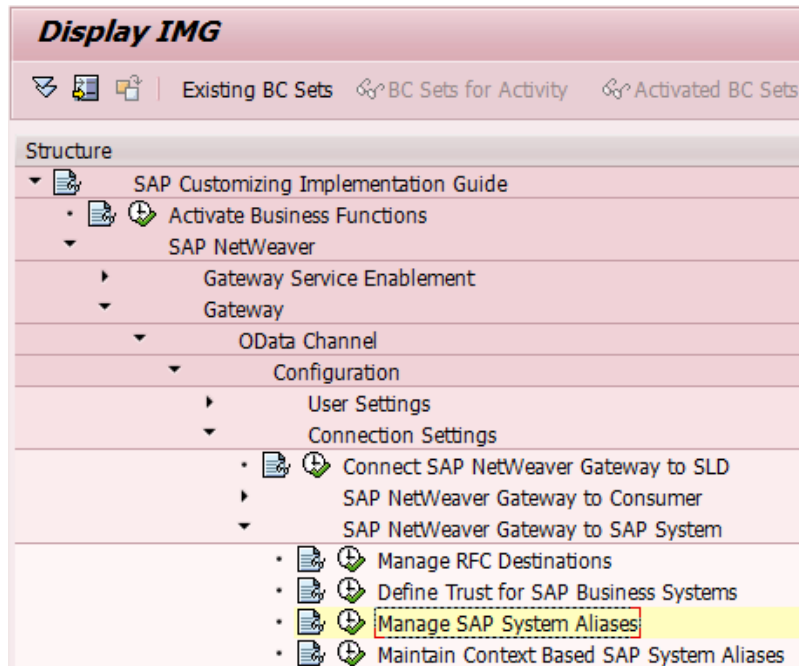 Display IMG
Existing BC Sets BC Sets for Activity Activated BC Sets
Structure
SAP Customizing Implementation Guide
Activate Business Functions
SAP NetWeaver
Gateway Service Enablement
Gateway
OData Channel
Configuration
User Settings
Connection Settings
Connect SAP NetWeaver Gateway to SLD
SAP NetWeaver Gateway to Consumer
SAP NetWeaver Gateway to SAP System
Manage RFC Destinations
Define Trust for SAP Business Systems
Manage SAP System Aliases
Maintain Context Based SAP System Aliases